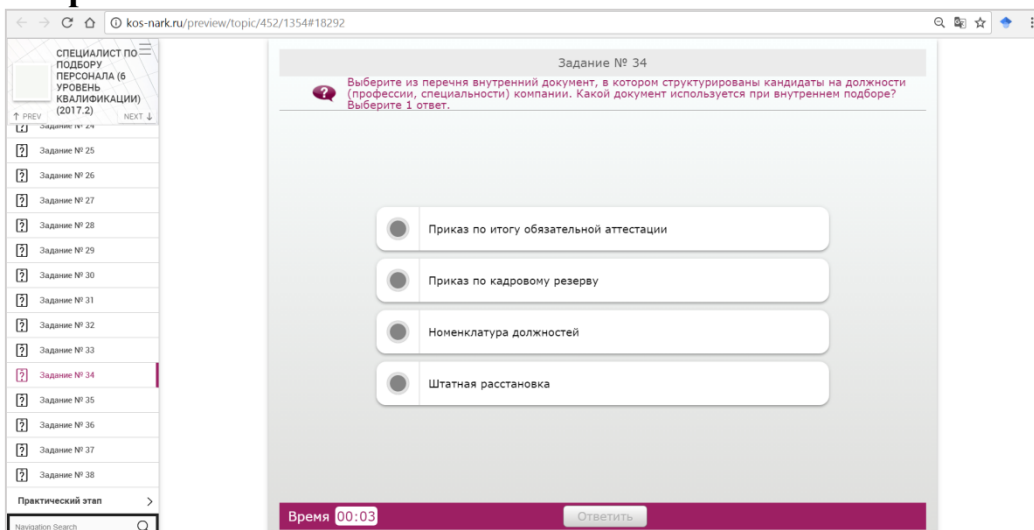 kos-nark.ru/preview/topic/452/1354#18292
СПЕЦИАЛИСТ ПО
ПОДБОРУ
ПЕРСОНАЛА (6
УРОВЕНЬ
КВАЛИФИКАЦИИ)
(2017.2)
↑ PREV
NEXT ↓
Задание № 24
Задание № 25
Задание № 26
Задание № 27
Задание № 28
Задание № 29
Задание № 30
Задание № 31
Задание № 32
Задание № 33
Задание № 34
Задание № 35
Задание № 36
Задание № 37
Задание № 38
Практический этап
Navigation Search
Задание № 34
Выберите из перечня внутренний документ, в котором структурированы кандидаты на должности
(профессии, специальности) компании. Какой документ используется при внутреннем подборе?
Выберите 1 ответ.
Приказ по итогу обязательной аттестации
Приказ по кадровому резерву
Номенклатура должностей
Штатная расстановка
Время 00:03
Ответить